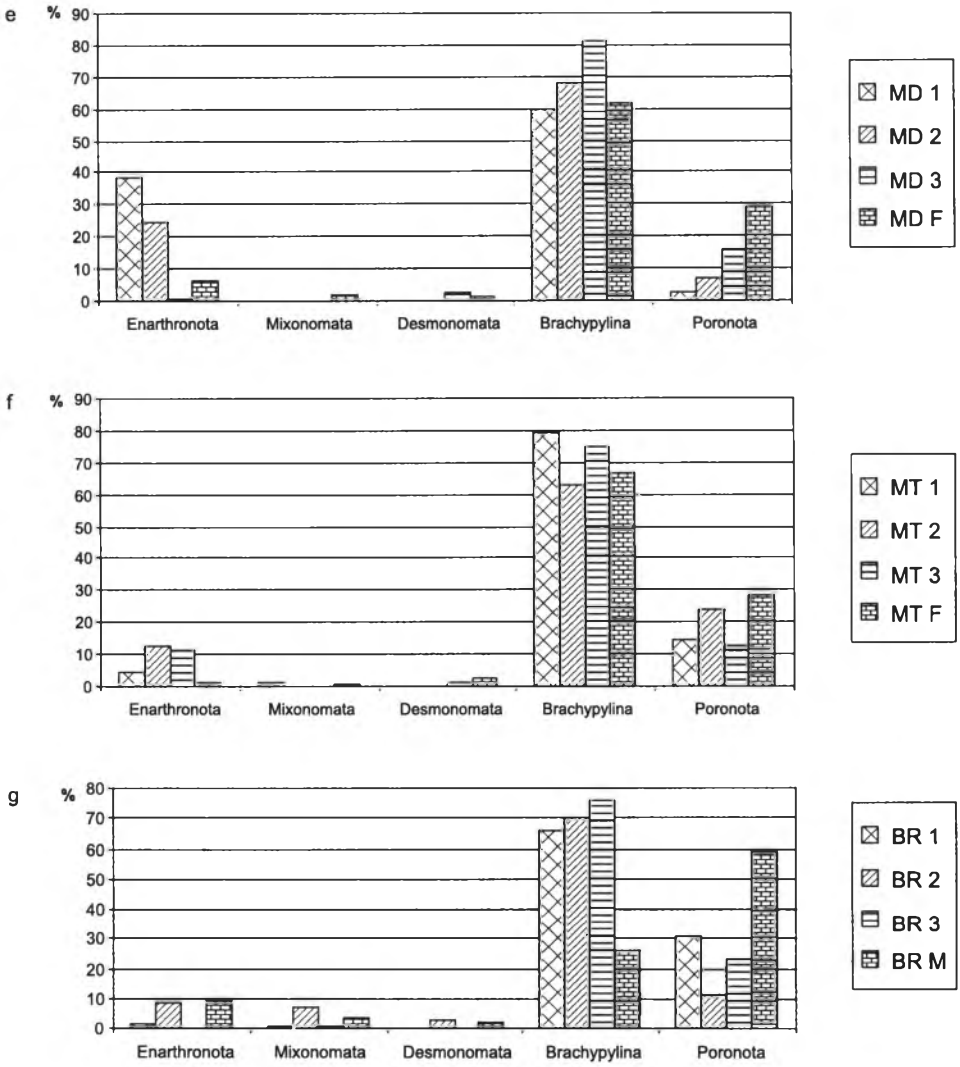 e
%
90
80
70
60
50
40
30
20
10
0
Enarthronota Mixonomata Desmonomata Brachypylina Poronota
MD 1
MD 2
MD 3
MD F
f
%
90
80
70
60
50
40
30
20
10
0
Enarthronota Mixonomata Desmonomata Brachypylina Poronota
MT 1
MT 2
MT 3
MT F
g
%
80
70
60
50
40
30
20
10
0
Enarthronota Mixonomata Desmonomata Brachypylina Poronota
BR 1
BR 2
BR 3
BR M